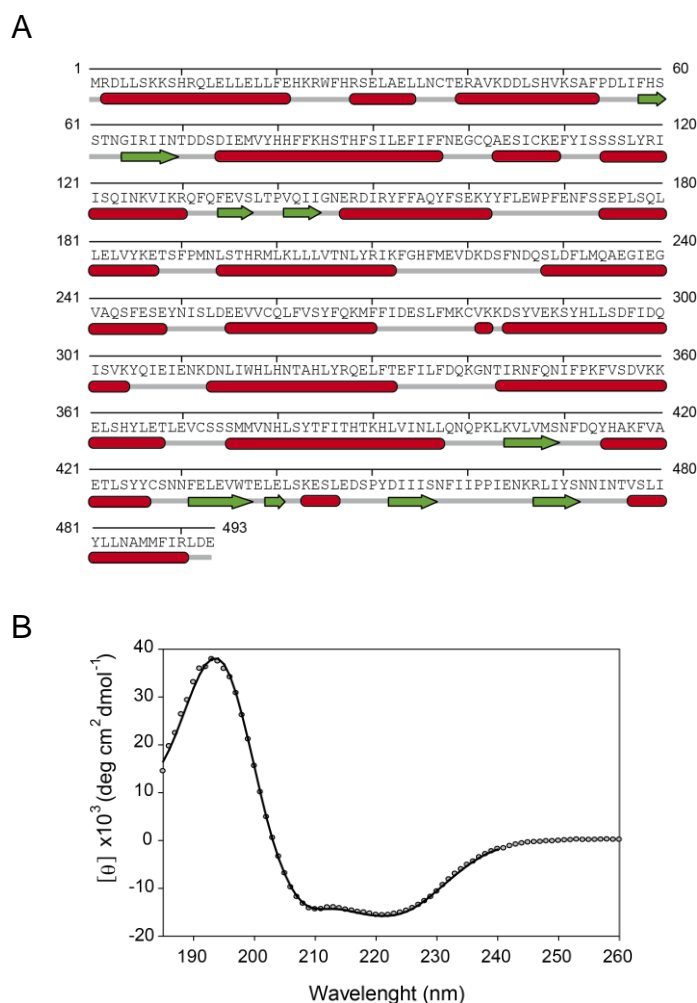 A
1 60
MRDLLSKKSHRQLELLELLFEHKRWFHRSELAELLNCTERAVKDDLSHVKSAFPDLIFHS
61 120
STNGIRIINTDDSDIEMVYHHFFKHSTHFSILEFIFFNEGCQAESICKEFYISSSSLYRI
121 180
ISQINKVIKRQFQFEVSLTPVQIIGNERDIRYFFAQYFSEKYYFLEWPFENFSSEPLSQL
181 240
LELVYKETSFPMNLSTHRMLKLLLVTNLYRIKFGHFMEVDKDSFNDQSLDFLMQAEGIEG
241 300
VAQSFESEYNISLDEEVVCQLFVSYFQKMFFIDESLFMKCVKKDSYVEKSYHLLSDFIDQ
301 360
ISVKYQIEIENKDNLIWHLHNTAHLYRQELFTEFILFDQKGNTIRNFQNIFPKFVSDVKK
361 420
ELSHYLETLEVCSSSMMVNHLSYTFITHTKHLVINLLQNQPKLKVLVMSNFDQYHAKFVA
421 480
ETLSYYCSNNFELEVWTELELSKESLEDSPYDIIISNFIIPPIENKRLIYSNNINTVSLI
481 493
YLLNAMMFIRLDE
B
[θ] x10³ (deg cm² dmol⁻¹)
40
30
20
10
0
-10
-20
190 200 210 220 230 240 250 260
Wavelenght (nm)